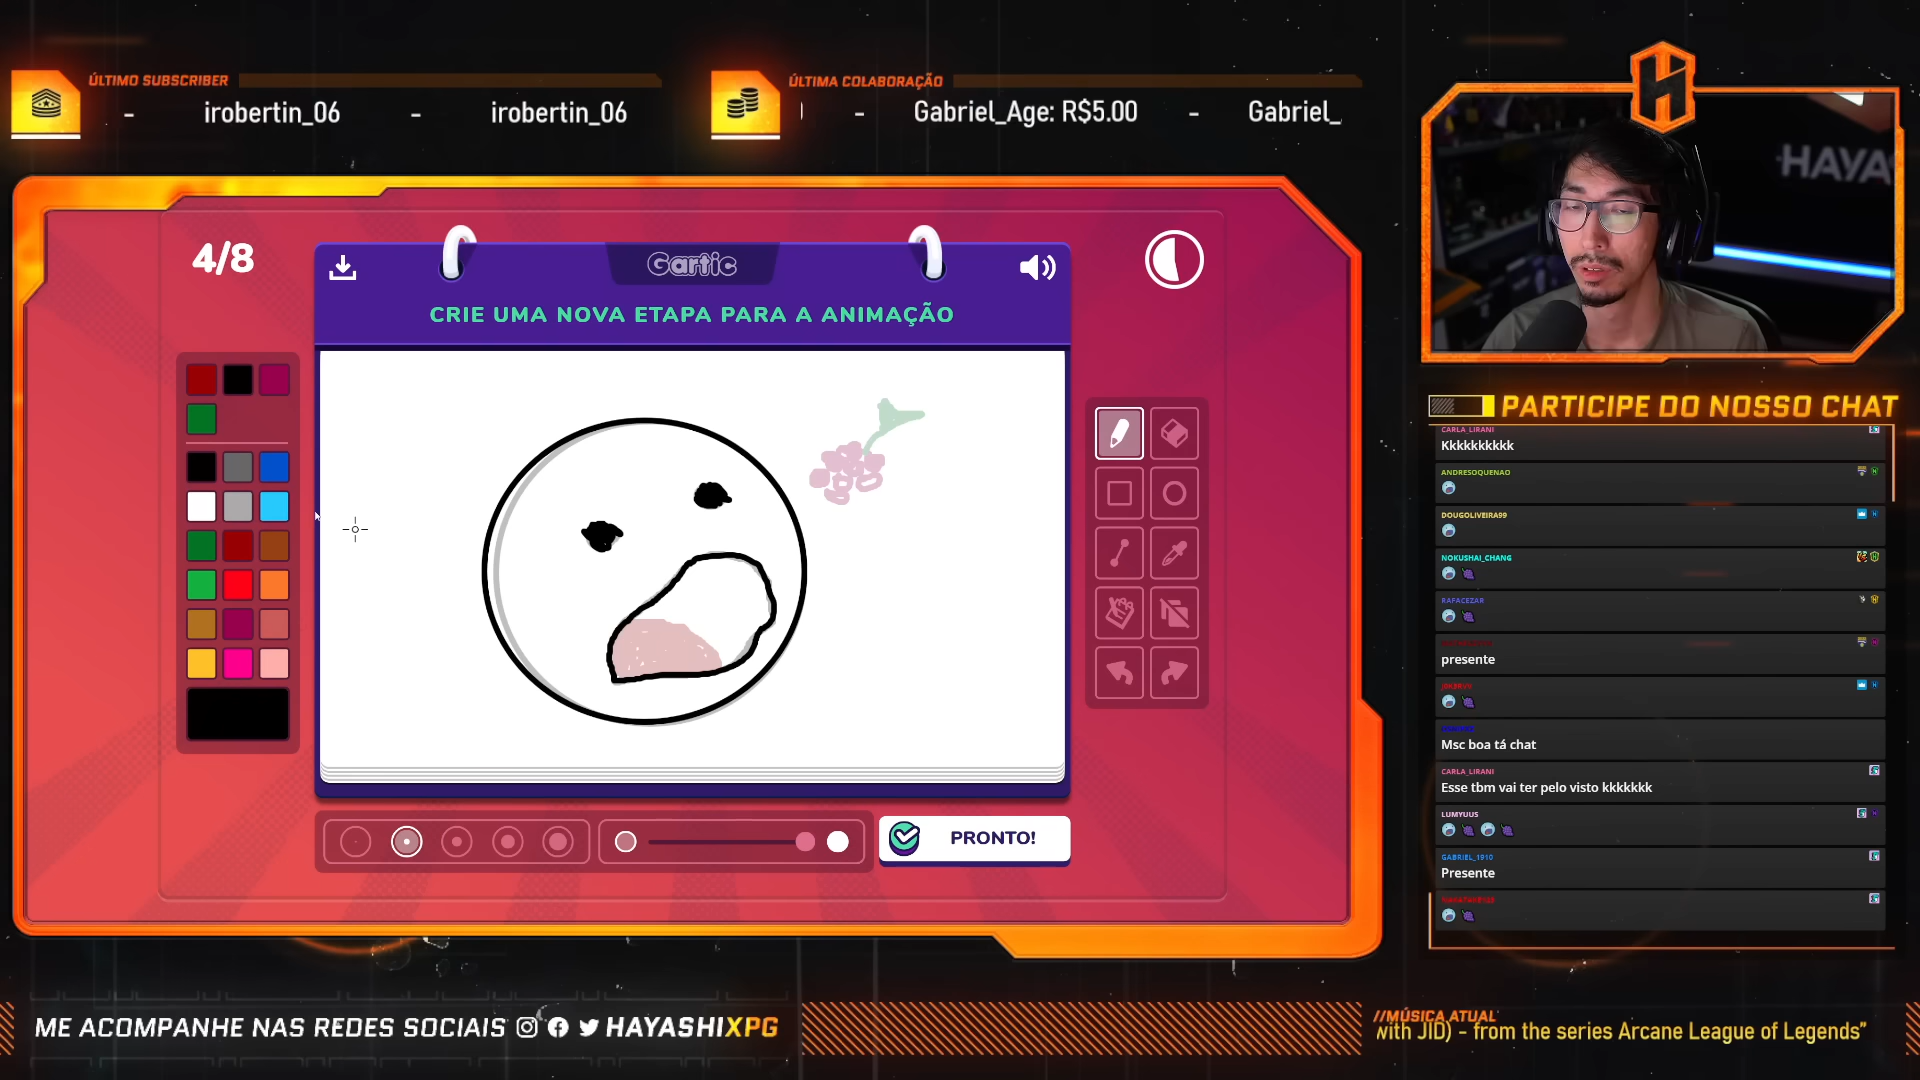 ÚLTIMO SUBSCRIBER
- irobertin_06 - irobertin_06
ÚLTIMA COLABORAÇÃO
- Gabriel_Age: R$5.00 - Gabriel_
HAYA
4/8
Gartic
CRIE UMA NOVA ETAPA PARA A ANIMAÇÃO
PRONTO!
PARTICIPE DO NOSSO CHAT
CARLA_LIRANI
Kkkkkkkkkk
ANDRESOQUENAO
DOUGOLIVEIRA99
NOKUSHAI_CHANG
RAFACEZAR
presente
Msc boa tá chat
CARLA_LIRANI
Esse tbm vai ter pelo visto kkkkkkk
LUMYUUS
GABRIEL_1910
Presente
ME ACOMPANHE NAS REDES SOCIAIS HAYASHIXPG
//MÚSICA ATUAL
with JID) - from the series Arcane League of Legends"